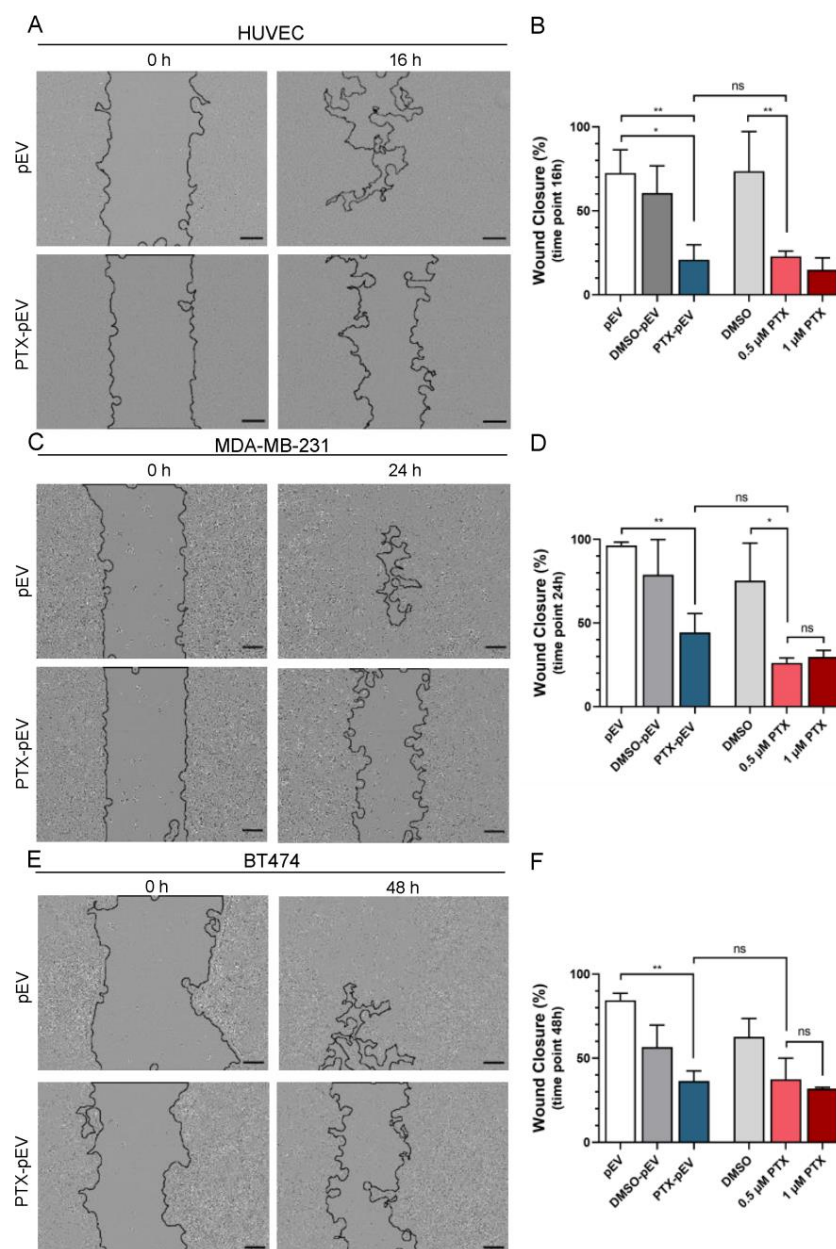 A
HUVEC
0 h
16 h
pEV
PTX-pEV
B
ns
**
**
*
100
50
0
Wound Closure (%)
(time point 16h)
pEV
DMSO-pEV
PTX-pEV
DMSO
0.5 µM PTX
1 µM PTX
C
MDA-MB-231
0 h
24 h
pEV
PTX-pEV
D
ns
**
*
ns
100
50
0
Wound Closure (%)
(time point 24h)
pEV
DMSO-pEV
PTX-pEV
DMSO
0.5 µM PTX
1 µM PTX
E
BT474
0 h
48 h
pEV
PTX-pEV
F
ns
**
ns
100
50
0
Wound Closure (%)
(time point 48h)
pEV
DMSO-pEV
PTX-pEV
DMSO
0.5 µM PTX
1 µM PTX